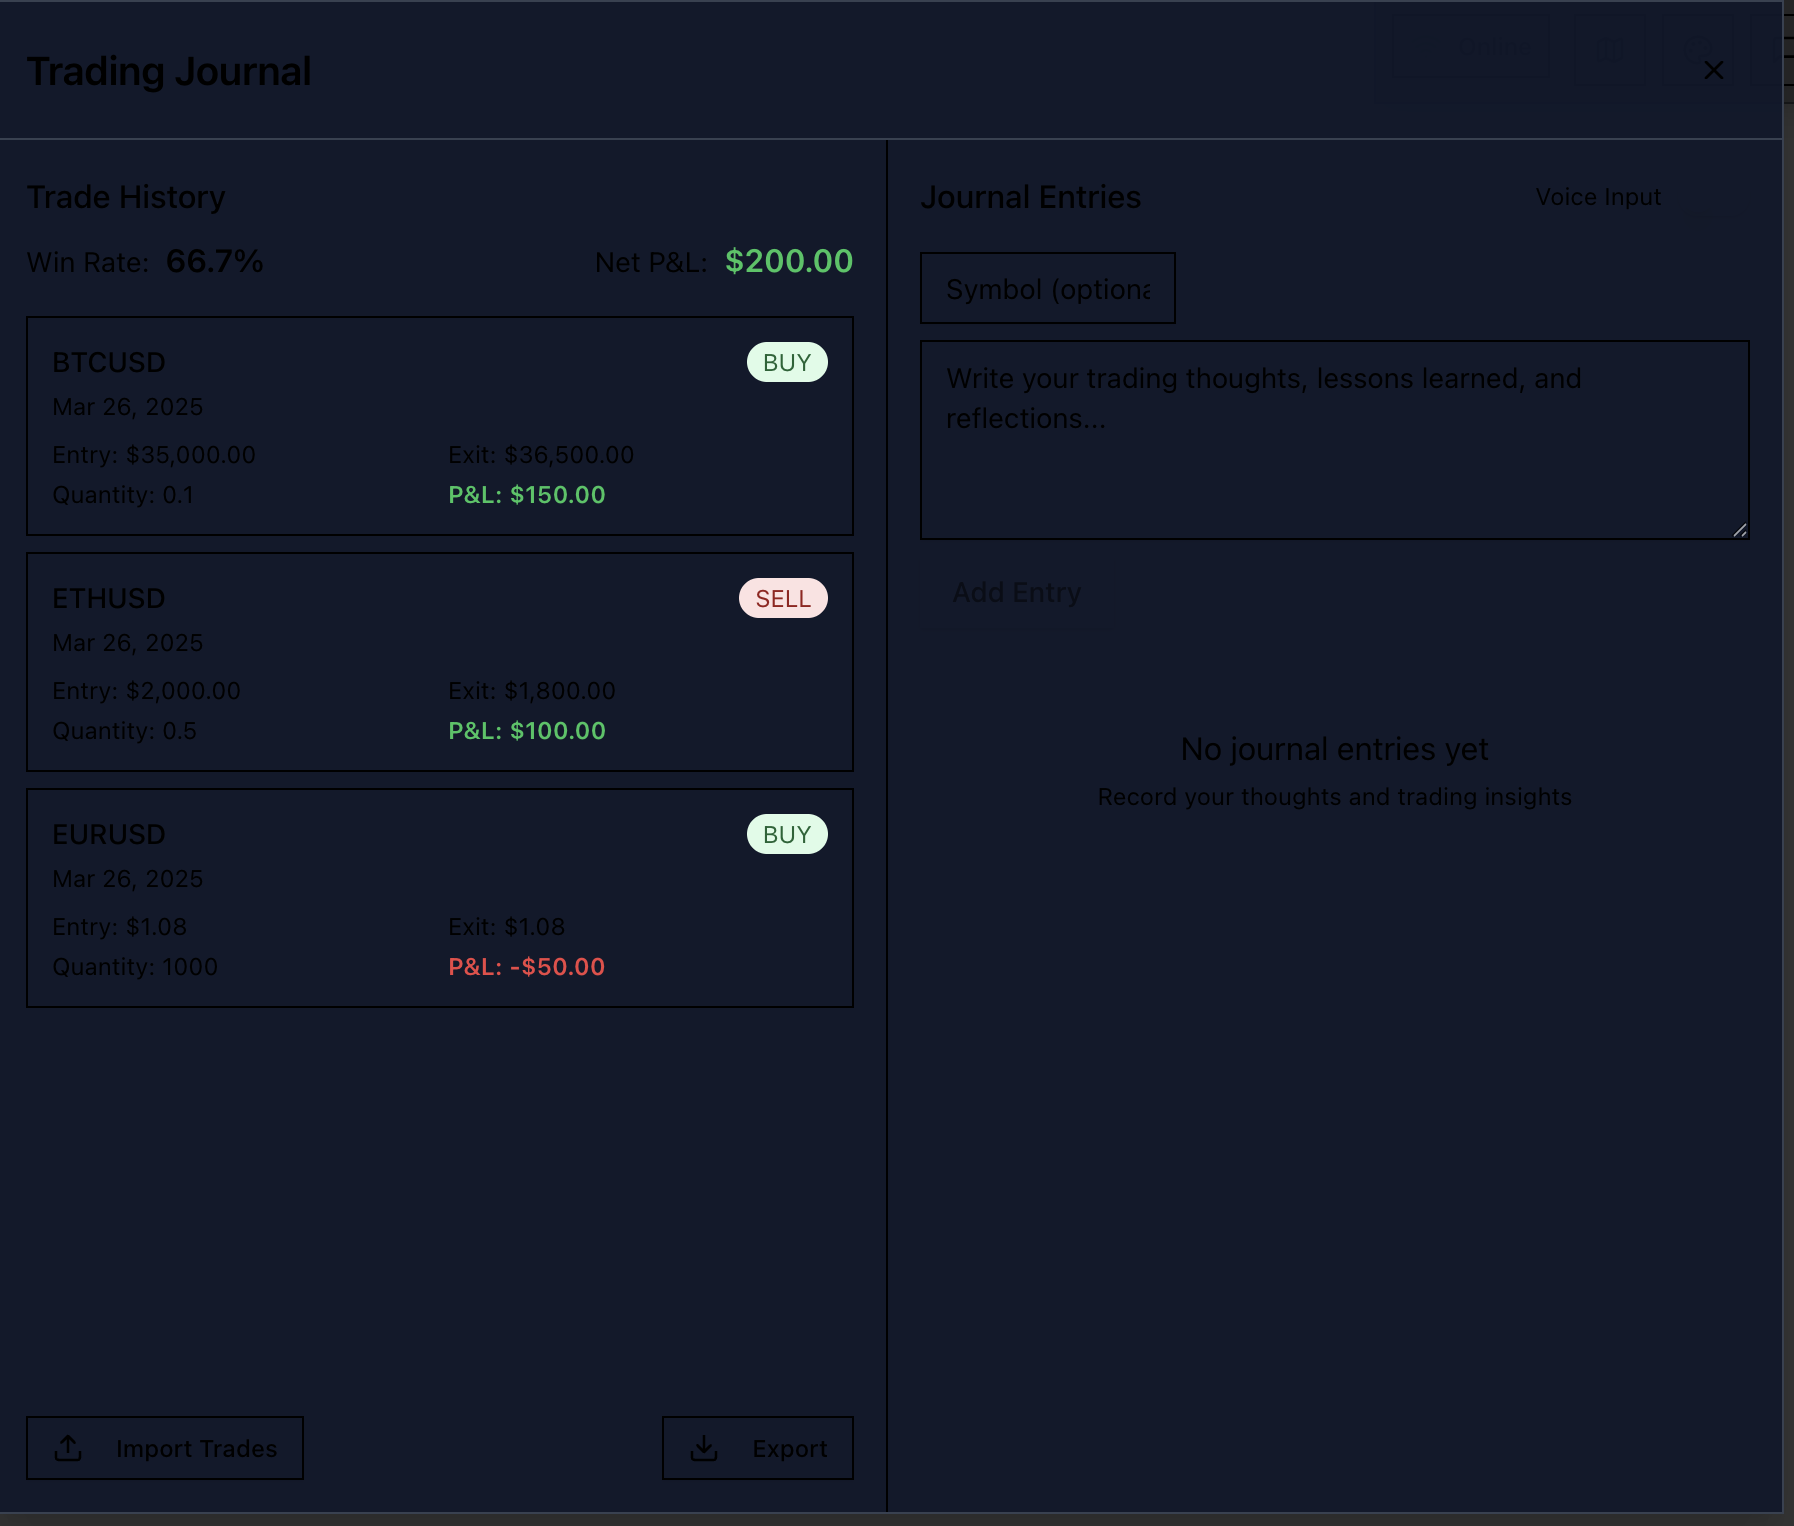 Trading Journal
Trade History
Win Rate: 66.7%
Net P&L: $200.00
BTCUSD
BUY
Mar 26, 2025
Entry: $35,000.00
Exit: $36,500.00
Quantity: 0.1
P&L: $150.00
ETHUSD
SELL
Mar 26, 2025
Entry: $2,000.00
Exit: $1,800.00
Quantity: 0.5
P&L: $100.00
EURUSD
BUY
Mar 26, 2025
Entry: $1.08
Exit: $1.08
Quantity: 1000
P&L: -$50.00
Import Trades
Export
Journal Entries
Voice Input
Symbol (optiona
Write your trading thoughts, lessons learned, and
reflections...
Add Entry
No journal entries yet
Record your thoughts and trading insights